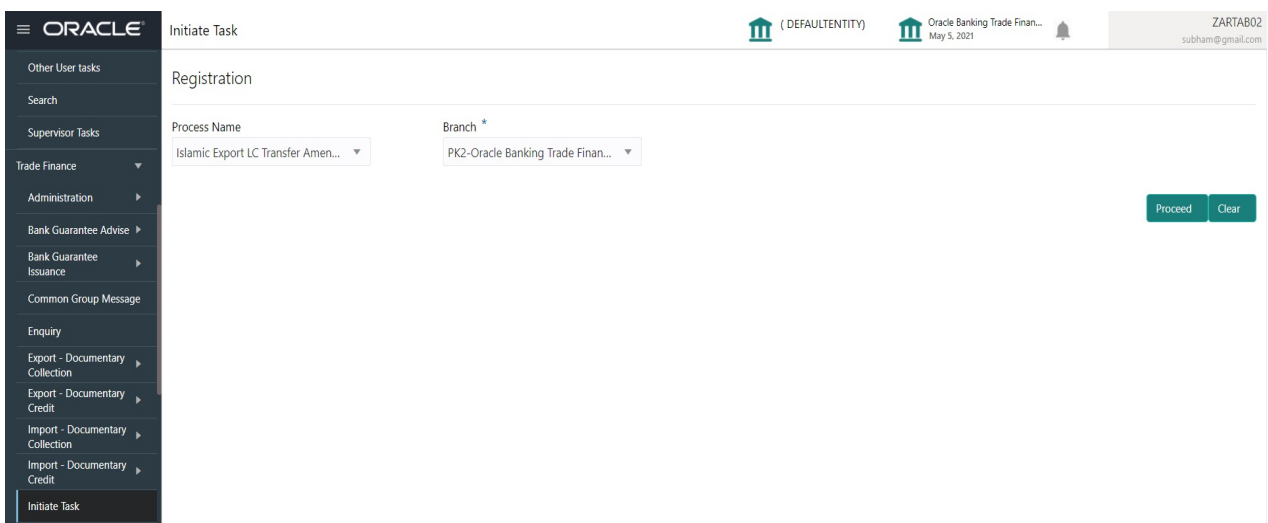 ORACLE
Initiate Task
( DEFAULTENTITY)
Oracle Banking Trade Finan...
May 5, 2021
ZARTAB02
subham@gmail.com
Other User tasks
Search
Supervisor Tasks
Trade Finance
Administration
Bank Guarantee Advise
Bank Guarantee
Issuance
Common Group Message
Enquiry
Export - Documentary
Collection
Export - Documentary
Credit
Import - Documentary
Collection
Import - Documentary
Credit
Initiate Task
Registration
Process Name
Branch *
Islamic Export LC Transfer Amen...
PK2-Oracle Banking Trade Finan...
Proceed
Clear